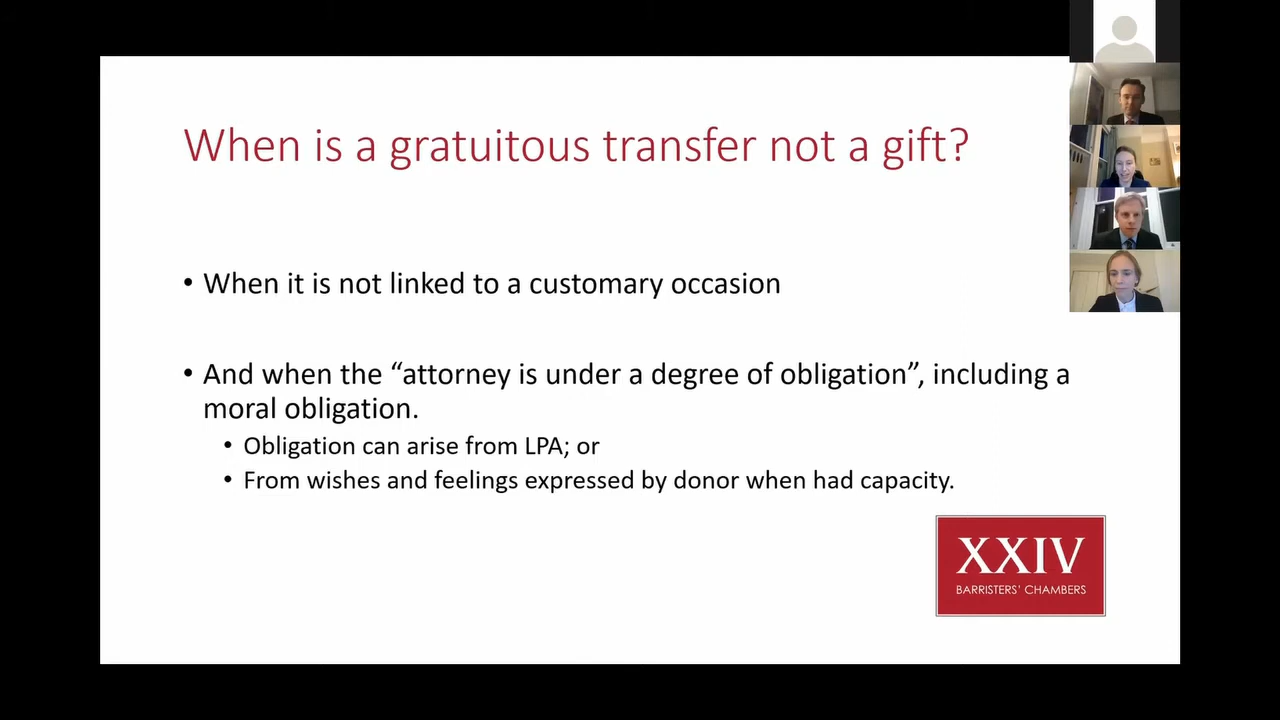 When is a gratuitous transfer not a gift?
• When it is not linked to a customary occasion
• And when the “attorney is under a degree of obligation”, including a
moral obligation.
• Obligation can arise from LPA; or
• From wishes and feelings expressed by donor when had capacity.
XXIV
BARRISTERS’ CHAMBERS